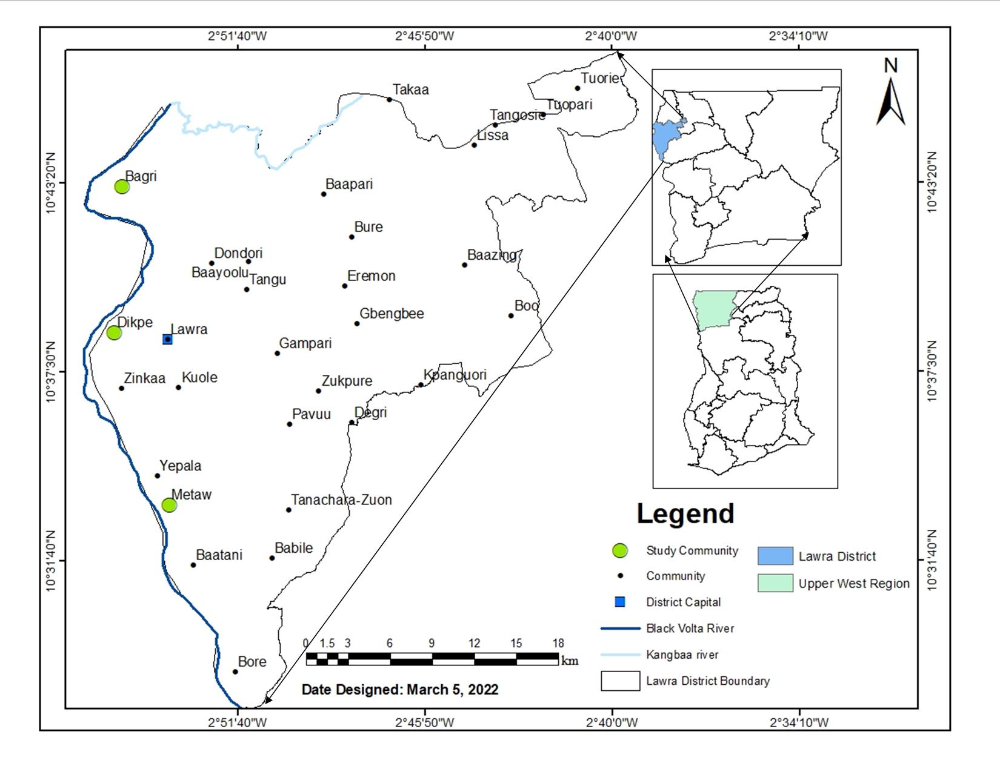 2°51'40"W 2°45'50"W 2°40'0"W 2°34'10"W
N
Tuorie
Takaa
Tuopari
Tangosie
Lissa
10°43'20"N
10°43'20"N
Bagri
Baapari
Bure
Dondori
Baazing
Baayoolu
Tangu
Eremon
Boo
Gbengbee
Dikpe
Lawra
Gampari
10°37'30"N
10°37'30"N
Zinkaa
Kuole
Zukpure
Kpanguori
Pavuu
Degri
Yepala
Metaw
Tanachara-Zuon
Babile
Baatani
10°31'40"N
10°31'40"N
Bore
Legend
Study Community
Community
District Capital
Black Volta River
Kangbaa river
Lawra District Boundary
Lawra District
Upper West Region
0 1.5 3 6 9 12 15 18
km
Date Designed: March 5, 2022
2°51'40"W 2°45'50"W 2°40'0"W 2°34'10"W